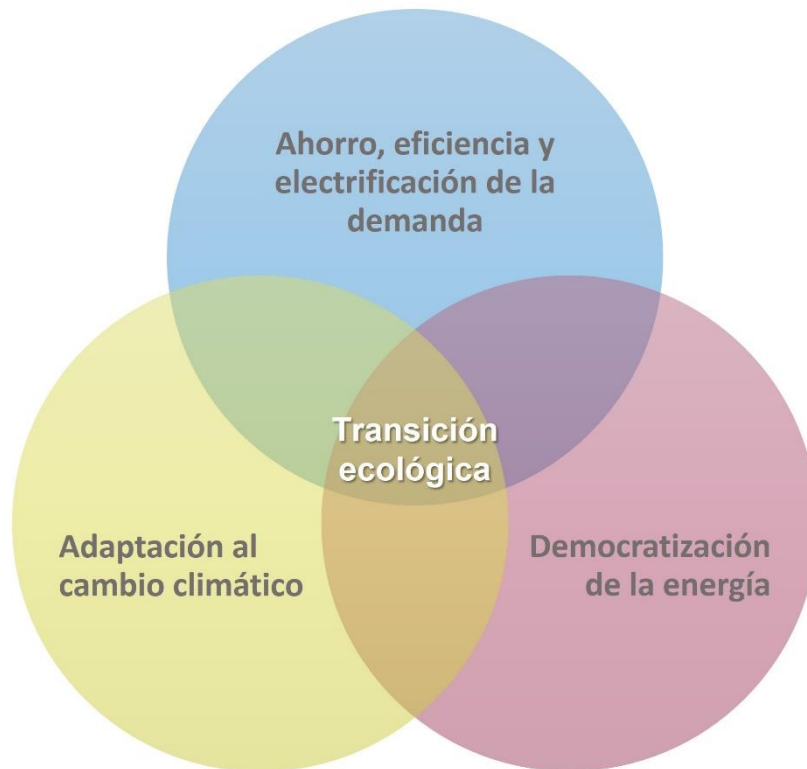 Ahorro, eficiencia y
electrificación de la
demanda
Transición
ecológica
Adaptación al
cambio climático
Democratización
de la energía